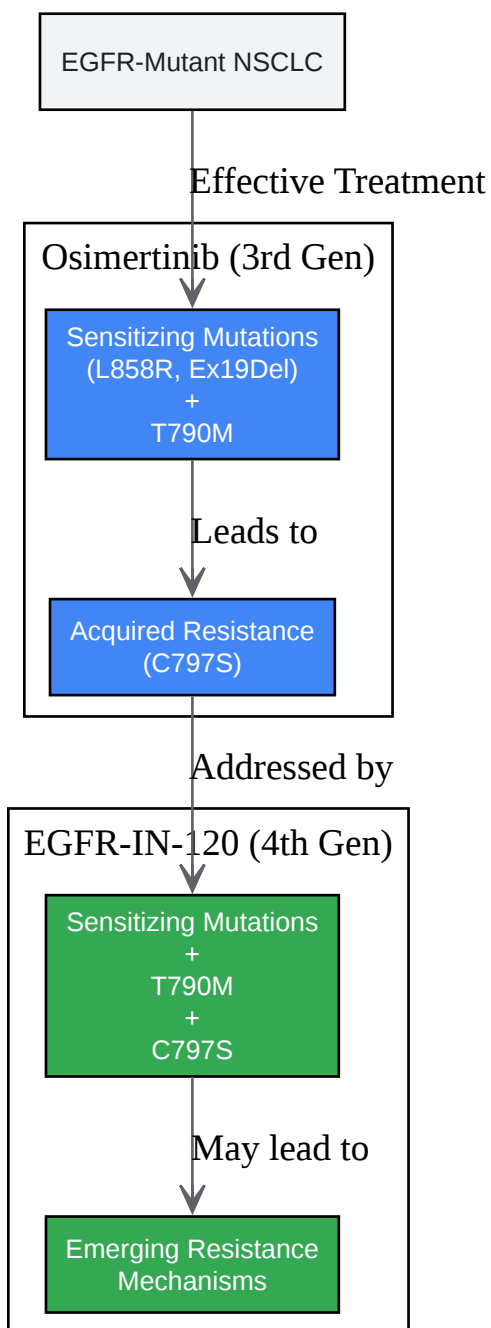 EGFR-Mutant NSCLC
Effective Treatment
Osimertinib (3rd Gen)
Sensitizing Mutations
(L858R, Ex19Del)
+
T790M
Leads to
Acquired Resistance
(C797S)
Addressed by
EGFR-IN-120 (4th Gen)
Sensitizing Mutations
+
T790M
+
C797S
May lead to
Emerging Resistance
Mechanisms